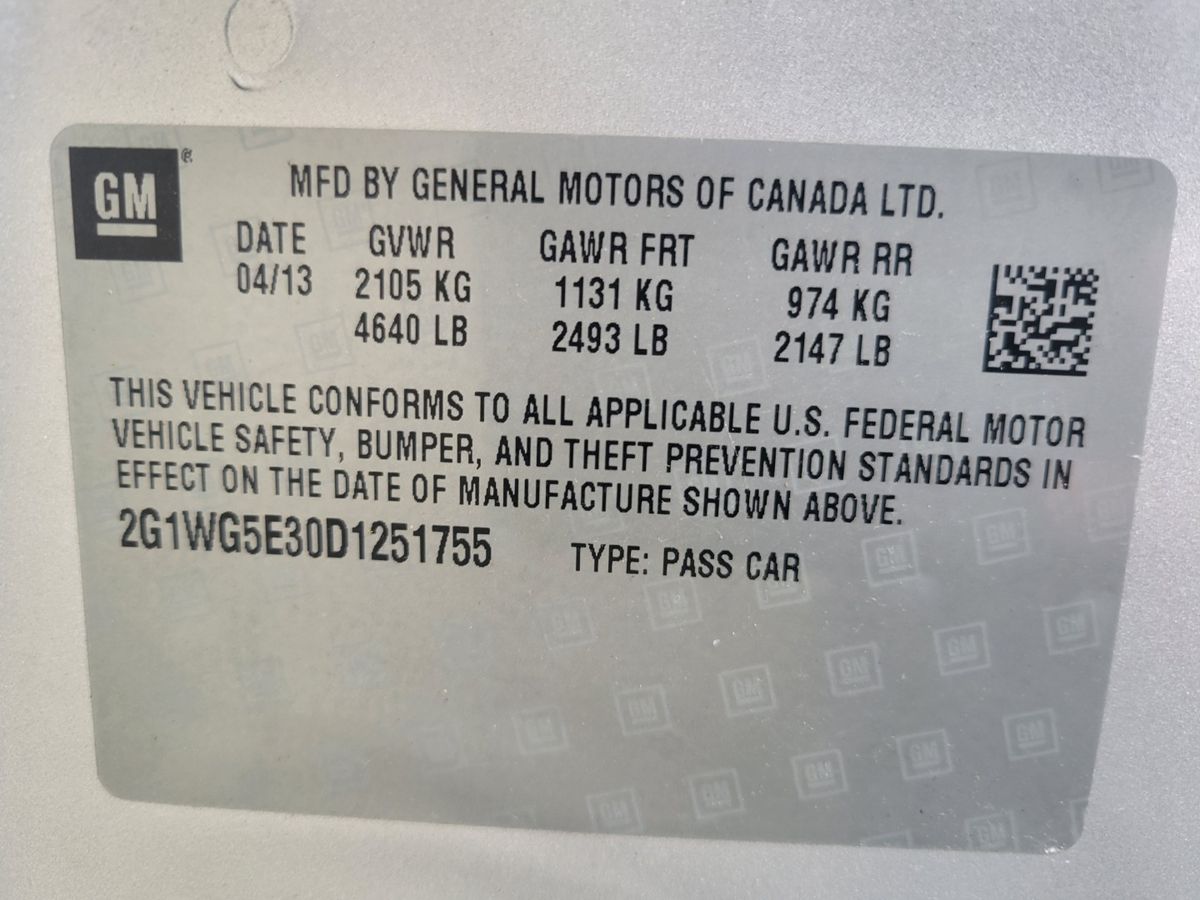 GM®
MFD BY GENERAL MOTORS OF CANADA LTD.
DATE GVWR GAWR FRT GAWR RR
04/13 2105 KG 1131 KG 974 KG
4640 LB 2493 LB 2147 LB
THIS VEHICLE CONFORMS TO ALL APPLICABLE U.S. FEDERAL MOTOR
VEHICLE SAFETY, BUMPER, AND THEFT PREVENTION STANDARDS IN
EFFECT ON THE DATE OF MANUFACTURE SHOWN ABOVE.
2G1WG5E30D1251755 TYPE: PASS CAR